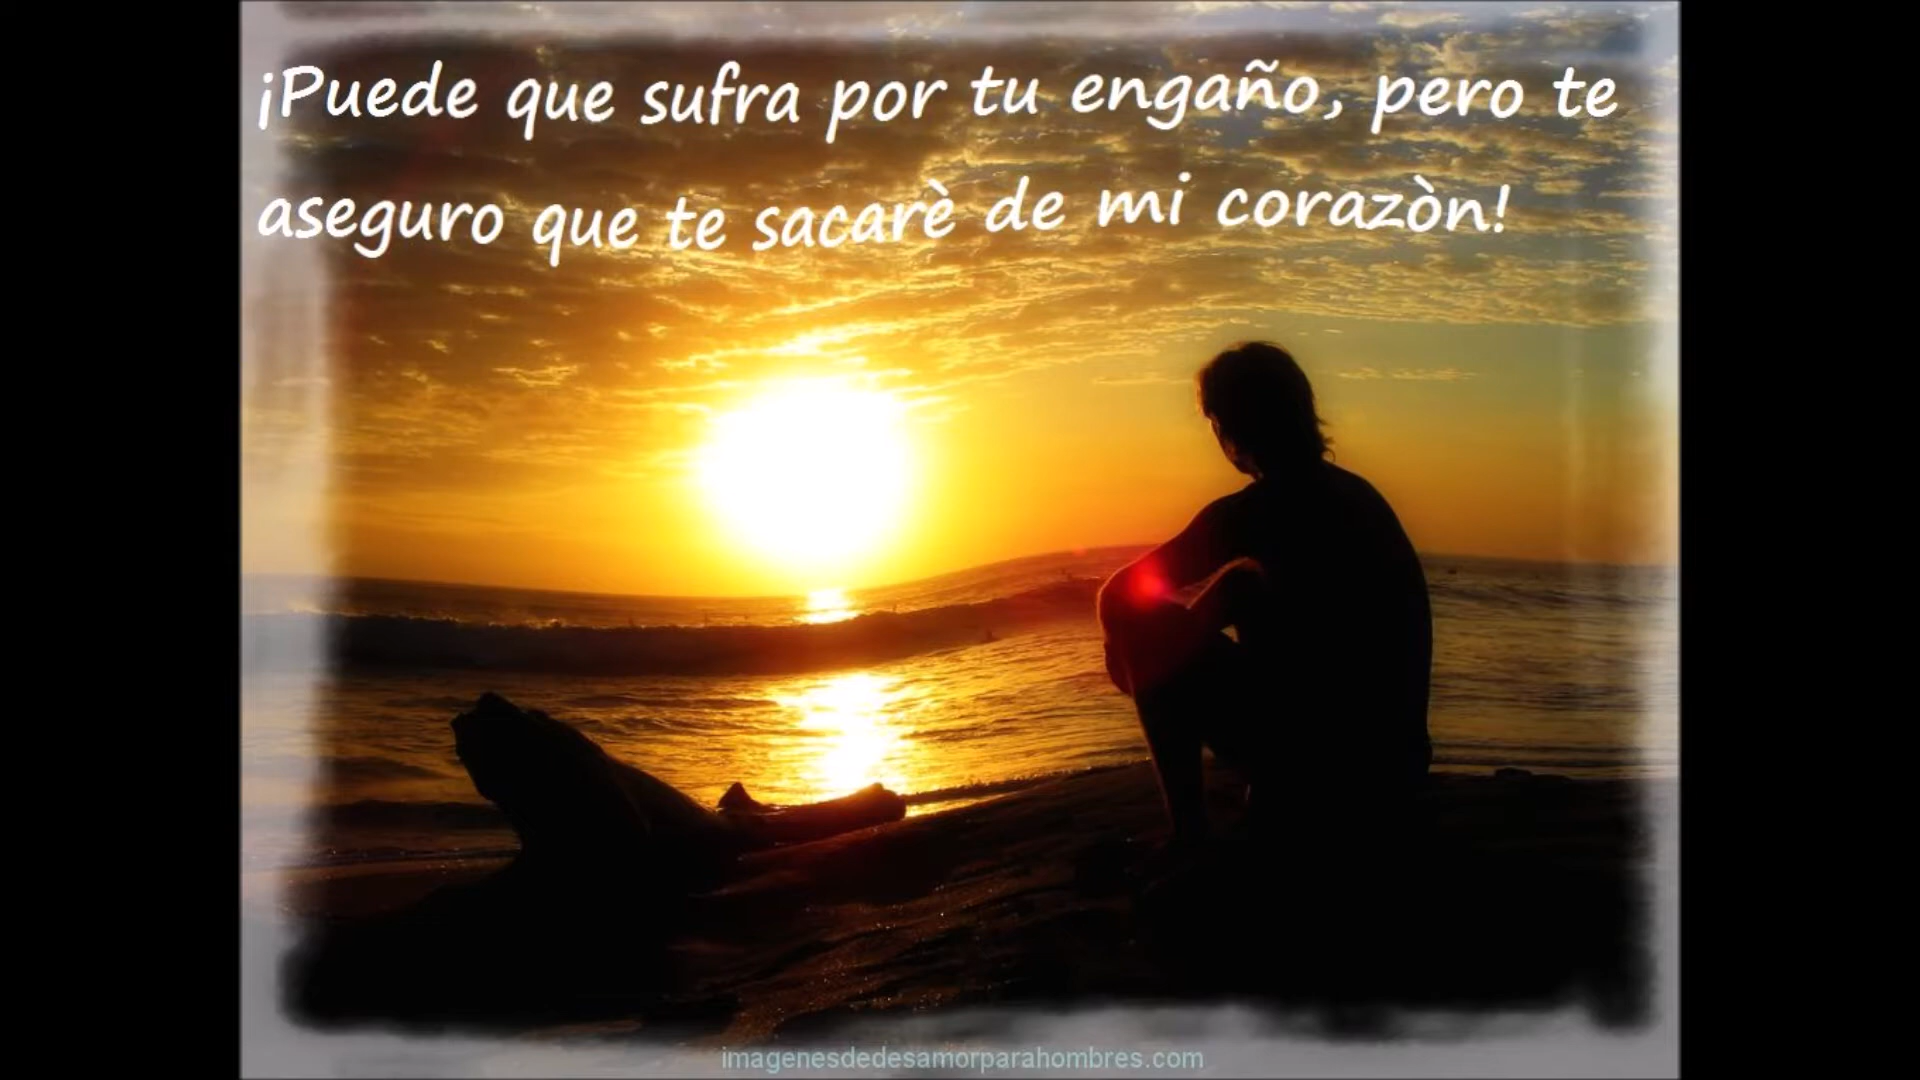 ¡Puede que sufra por tu engaño, pero te
aseguro que te sacarè de mi corazòn!
imagenesdedesamorparahombres.com